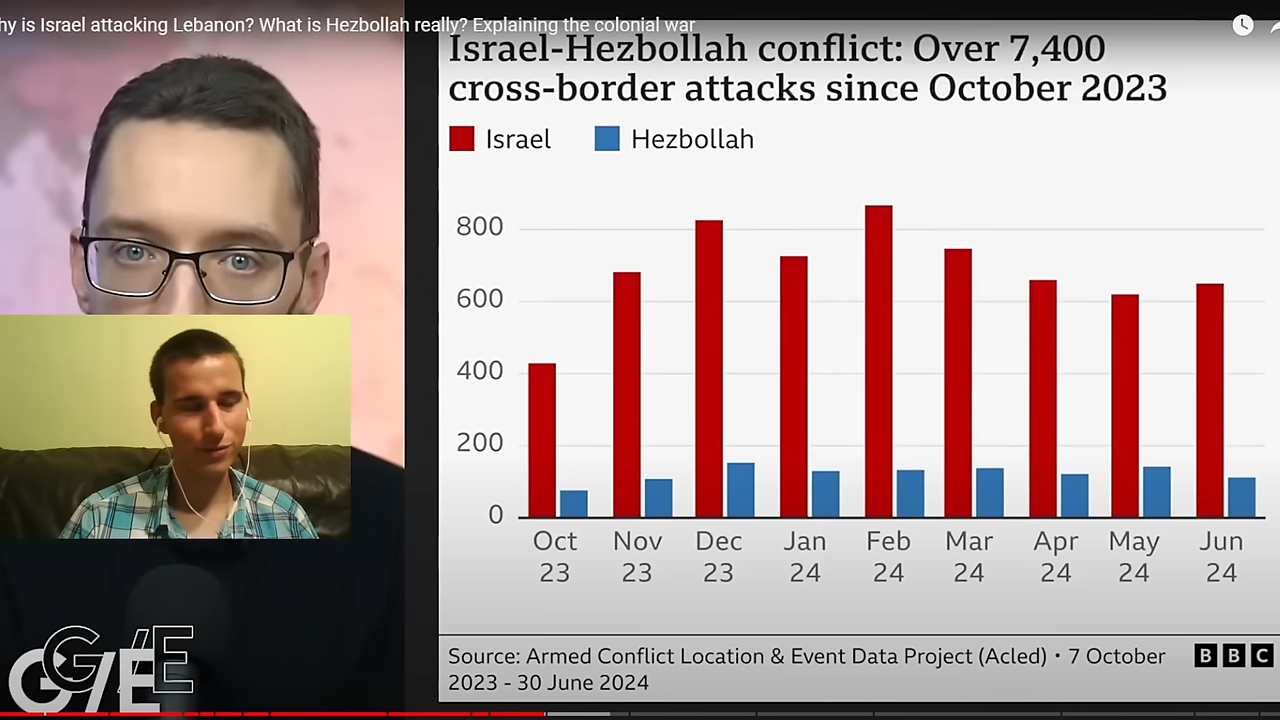 hy is Israel attacking Lebanon? What is Hezbollah really? Explaining the colonial war
Israel-Hezbollah conflict: Over 7,400
cross-border attacks since October 2023
Israel Hezbollah
800
600
400
200
0
Oct Nov Dec Jan Feb Mar Apr May Jun
23 23 23 24 24 24 24 24 24
Source: Armed Conflict Location & Event Data Project (Acled) • 7 October
2023 - 30 June 2024
BBC
G/E
G/E